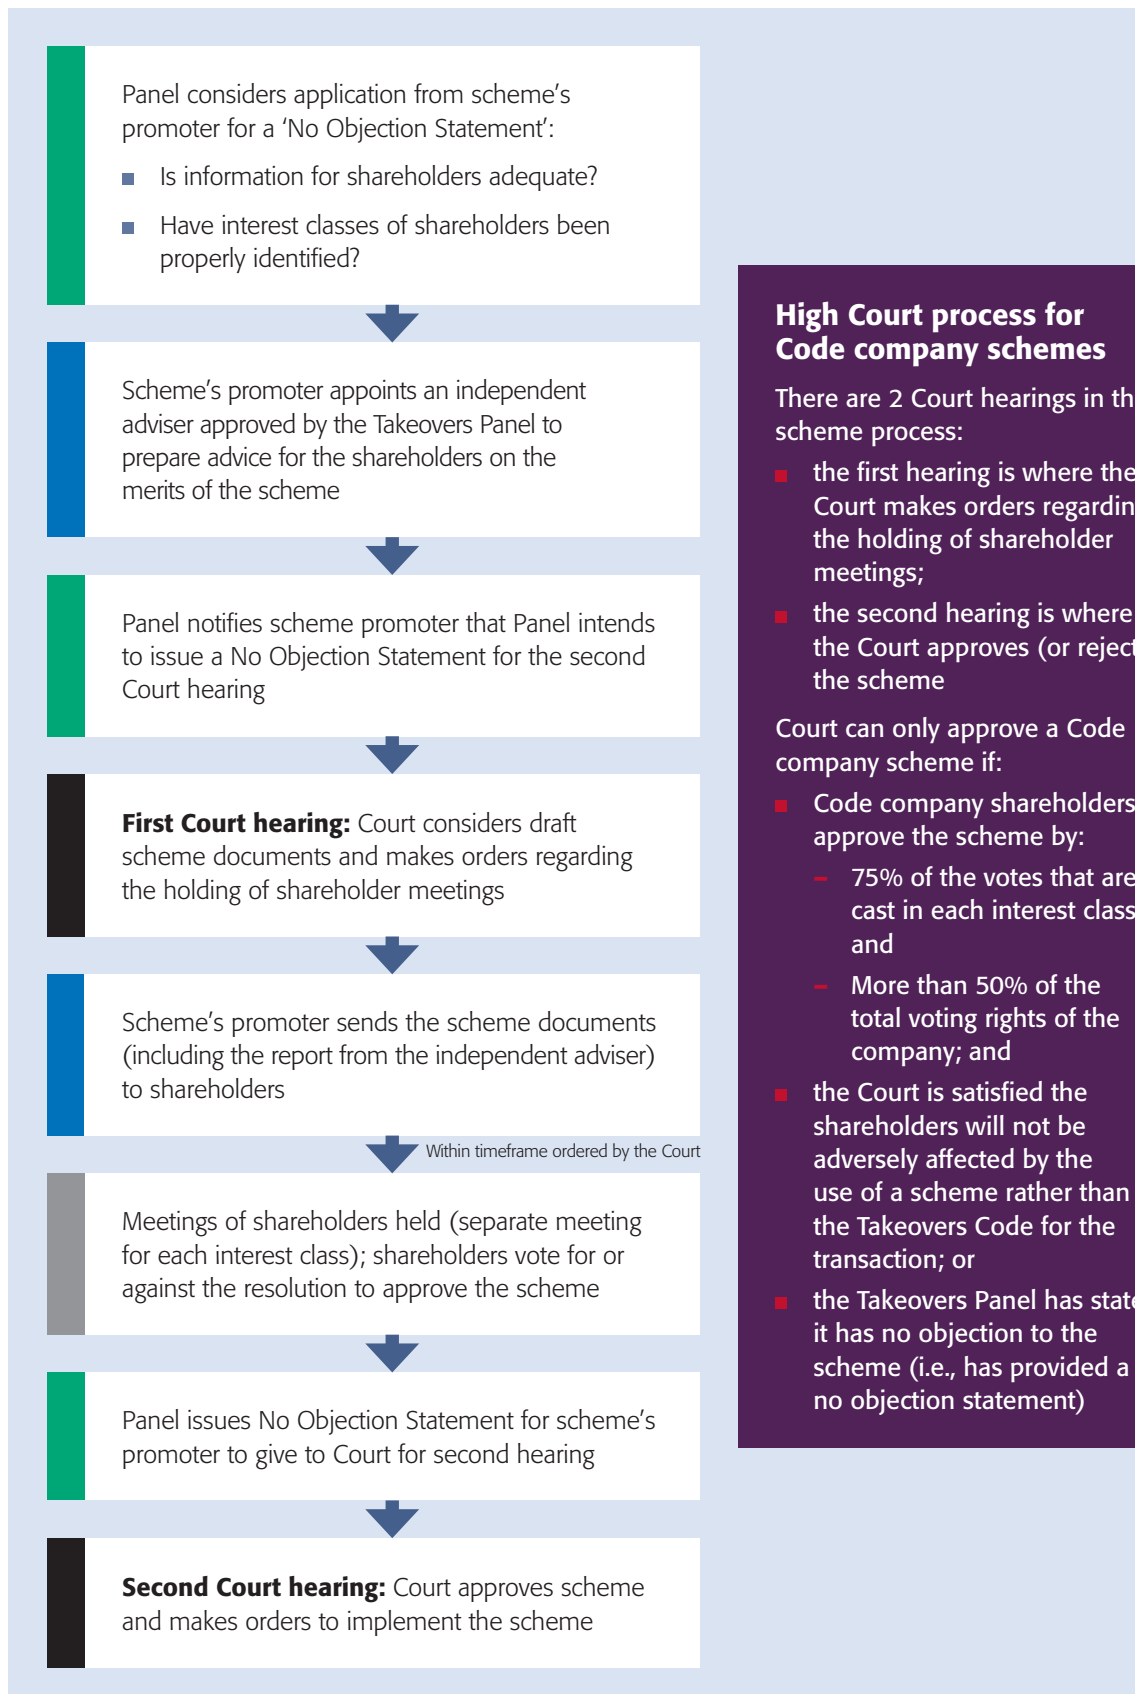 Panel considers application from scheme's
promoter for a 'No Objection Statement':
Is information for shareholders adequate?
Have interest classes of shareholders been
properly identified?
Scheme's promoter appoints an independent
adviser approved by the Takeovers Panel to
prepare advice for the shareholders on the
merits of the scheme
Panel notifies scheme promoter that Panel intends
to issue a No Objection Statement for the second
Court hearing
First Court hearing: Court considers draft
scheme documents and makes orders regarding
the holding of shareholder meetings
Scheme's promoter sends the scheme documents
(including the report from the independent adviser)
to shareholders
Within timeframe ordered by the Court
Meetings of shareholders held (separate meeting
for each interest class); shareholders vote for or
against the resolution to approve the scheme
Panel issues No Objection Statement for scheme's
promoter to give to Court for second hearing
Second Court hearing: Court approves scheme
and makes orders to implement the scheme
High Court process for
Code company schemes
There are 2 Court hearings in th
scheme process:
the first hearing is where the
Court makes orders regardin
the holding of shareholder
meetings;
the second hearing is where
the Court approves (or reject
the scheme
Court can only approve a Code
company scheme if:
Code company shareholders
approve the scheme by:
– 75% of the votes that are
cast in each interest class
and
– More than 50% of the
total voting rights of the
company; and
the Court is satisfied the
shareholders will not be
adversely affected by the
use of a scheme rather than
the Takeovers Code for the
transaction; or
the Takeovers Panel has state
it has no objection to the
scheme (i.e., has provided a
no objection statement)